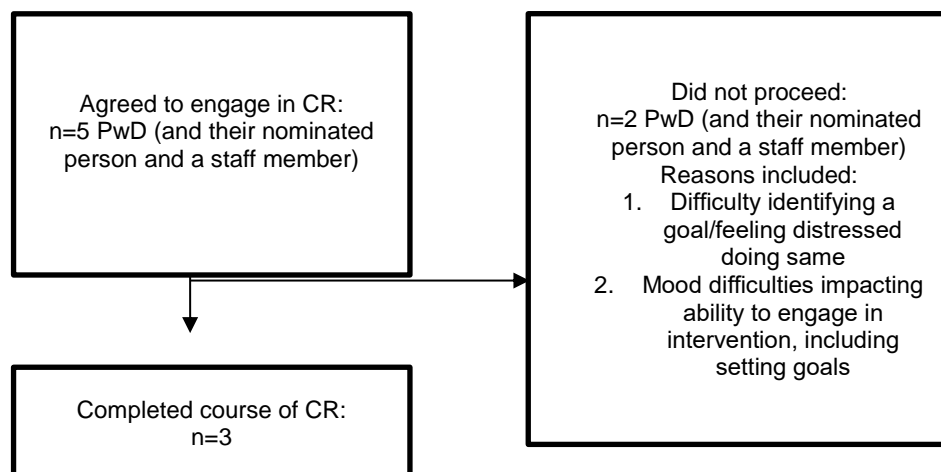 Agreed to engage in CR:
n=5 PwD (and their nominated
person and a staff member)
Did not proceed:
n=2 PwD (and their nominated
person and a staff member)
Reasons included:
1. Difficulty identifying a
goal/feeling distressed
doing same
2. Mood difficulties impacting
ability to engage in
intervention, including
setting goals
Completed course of CR:
n=3